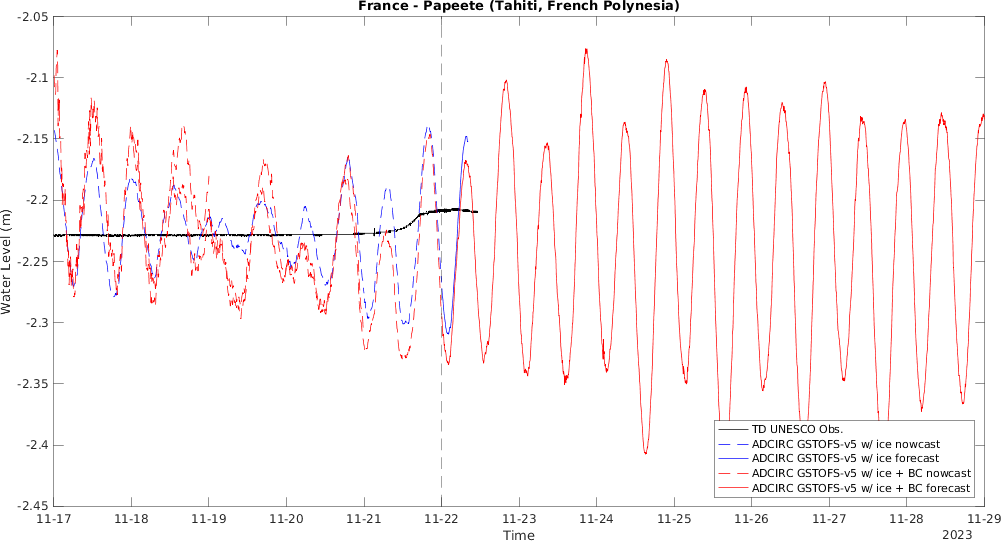 France - Papeete (Tahiti, French Polynesia)
-2.05
-2.1
-2.15
-2.2
-2.25
-2.3
-2.35
-2.4
-2.45
Water Level (m)
TD UNESCO Obs.
ADCIRC GSTOFS-v5 w/ ice nowcast
ADCIRC GSTOFS-v5 w/ ice forecast
ADCIRC GSTOFS-v5 w/ ice + BC nowcast
ADCIRC GSTOFS-v5 w/ ice + BC forecast
11-17 11-18 11-19 11-20 11-21 11-22 11-23 11-24 11-25 11-26 11-27 11-28 11-29
Time
2023